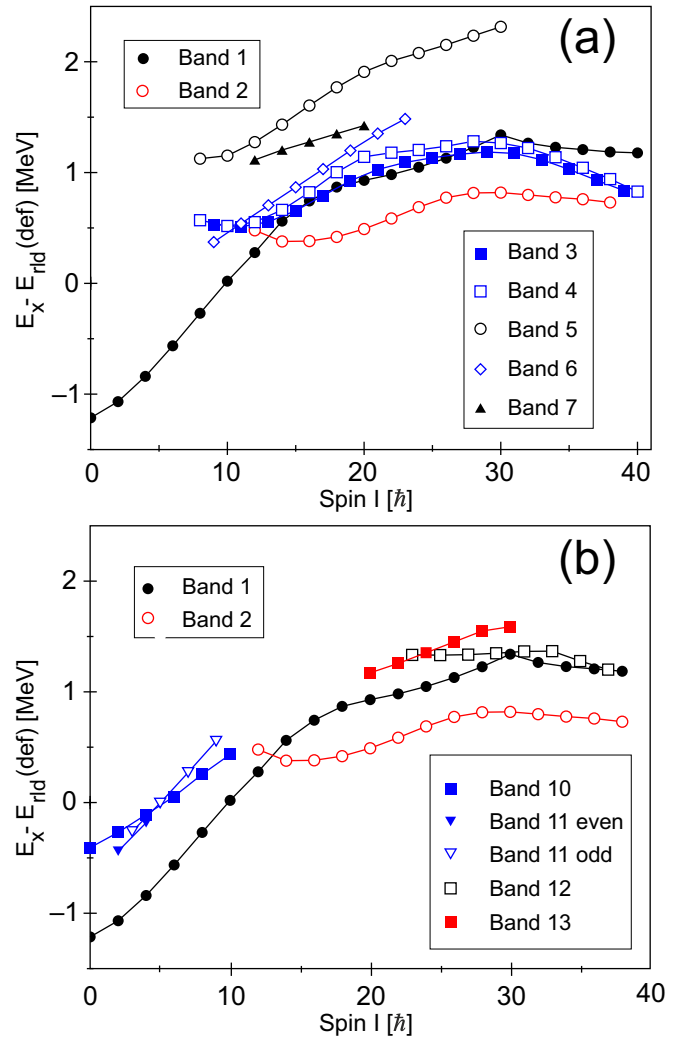 (a)
Band 1
Band 2
2
1
0
–1
E_x - E_rld(def) [MeV]
Band 3
Band 4
Band 5
Band 6
Band 7
0
10
20
30
40
Spin I [ℏ]
(b)
Band 1
Band 2
2
1
0
–1
E_x - E_rld(def) [MeV]
Band 10
Band 11 even
Band 11 odd
Band 12
Band 13
0
10
20
30
40
Spin I [ℏ]